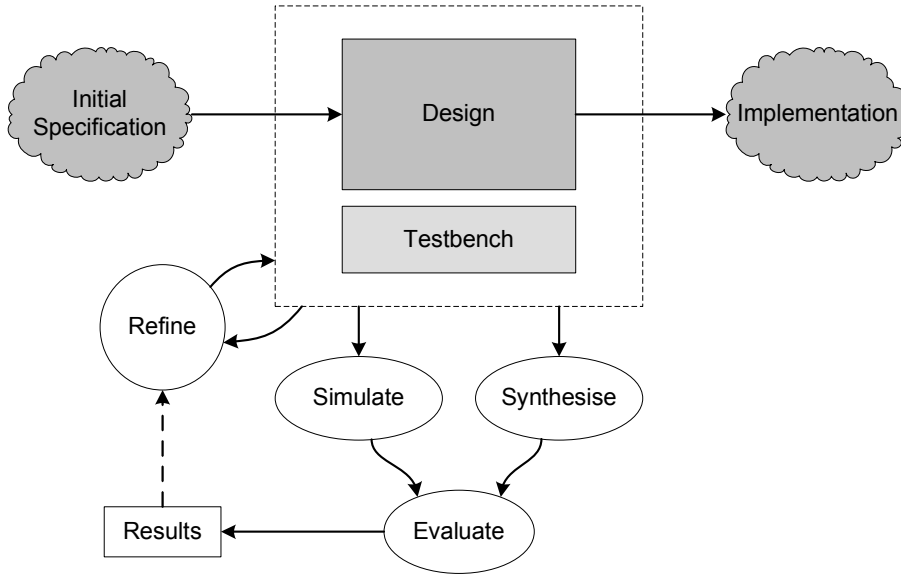 Initial
Specification
Design
Implementation
Testbench
Refine
Simulate
Synthesise
Results
Evaluate